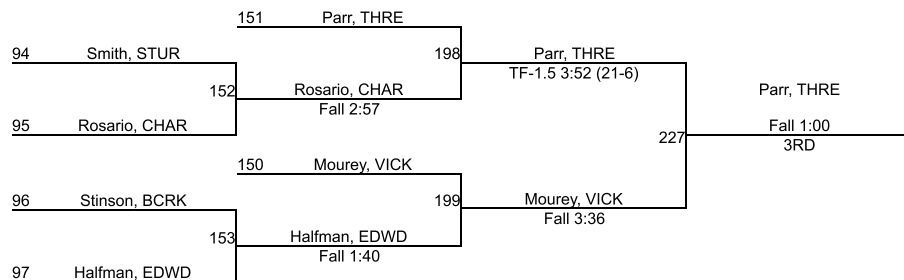 151 Parr, THRE
94 Smith, STUR
198 Parr, THRE
TF-1.5 3:52 (21-6)
152 Rosario, CHAR
Fall 2:57
Parr, THRE
95 Rosario, CHAR
Fall 1:00
227
3RD
150 Mourey, VICK
96 Stinson, BCRK
199 Mourey, VICK
Fall 3:36
153 Halfman, EDWD
Fall 1:40
97 Halfman, EDWD